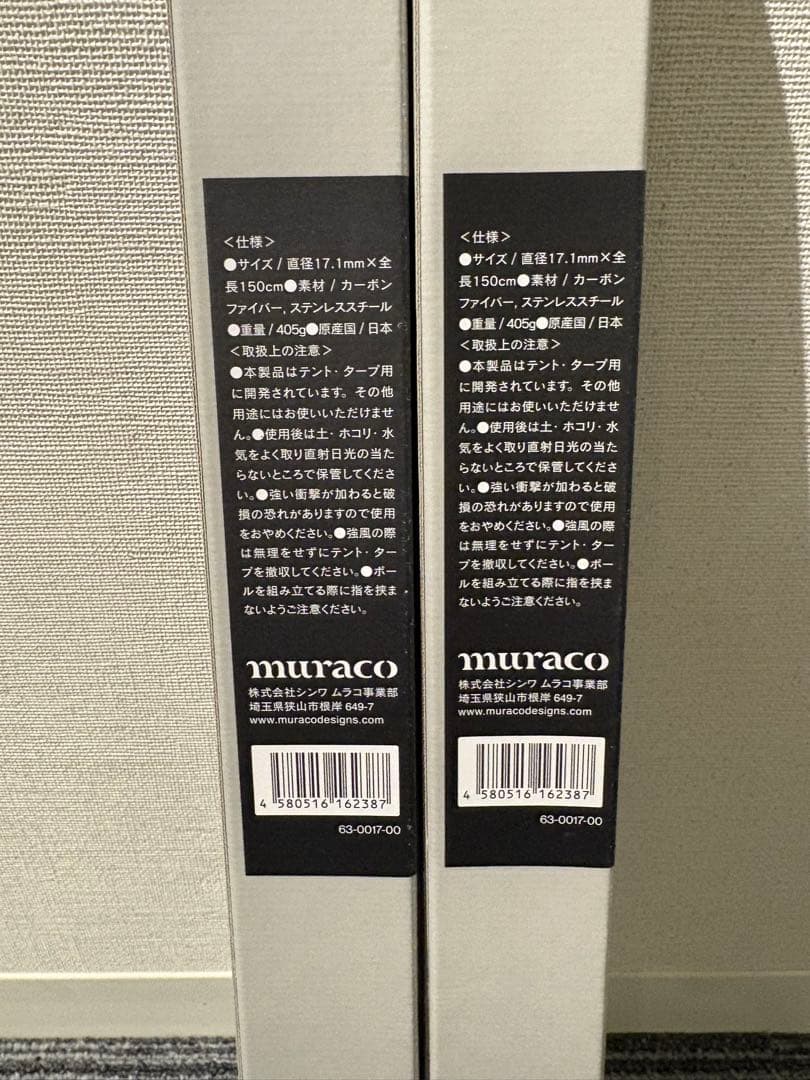 ＜仕様＞
●サイズ / 直径17.1mm×全
長150cm●素材 / カーボン
ファイバー, ステンレススチール
●重量 / 405g●原産国 / 日本
＜取扱上の注意＞
●本製品はテント・タープ用
に開発されています。その他
用途にはお使いいただけませ
ん。●使用後は土・ホコリ・水
気をよく取り直射日光の当た
らないところで保管してくださ
い。●強い衝撃が加わると破
損の恐れがありますので使用
をおやめください。●強風の際
は無理をせずにテント・ター
プを撤収してください。●ポー
ルを組み立てる際に指を挟ま
ないようご注意ください。
muraco
株式会社シンワ ムラコ事業部
埼玉県狭山市根岸 649-7
www.muracodesigns.com
4 580516 162387
63-0017-00
＜仕様＞
●サイズ / 直径17.1mm×全
長150cm●素材 / カーボン
ファイバー, ステンレススチール
●重量 / 405g●原産国 / 日本
＜取扱上の注意＞
●本製品はテント・タープ用
に開発されています。その他
用途にはお使いいただけませ
ん。●使用後は土・ホコリ・水
気をよく取り直射日光の当た
らないところで保管してくださ
い。●強い衝撃が加わると破
損の恐れがありますので使用
をおやめください。●強風の際
は無理をせずにテント・ター
プを撤収してください。●ポー
ルを組み立てる際に指を挟ま
ないようご注意ください。
muraco
株式会社シンワ ムラコ事業部
埼玉県狭山市根岸 649-7
www.muracodesigns.com
4 580516 162387
63-0017-00